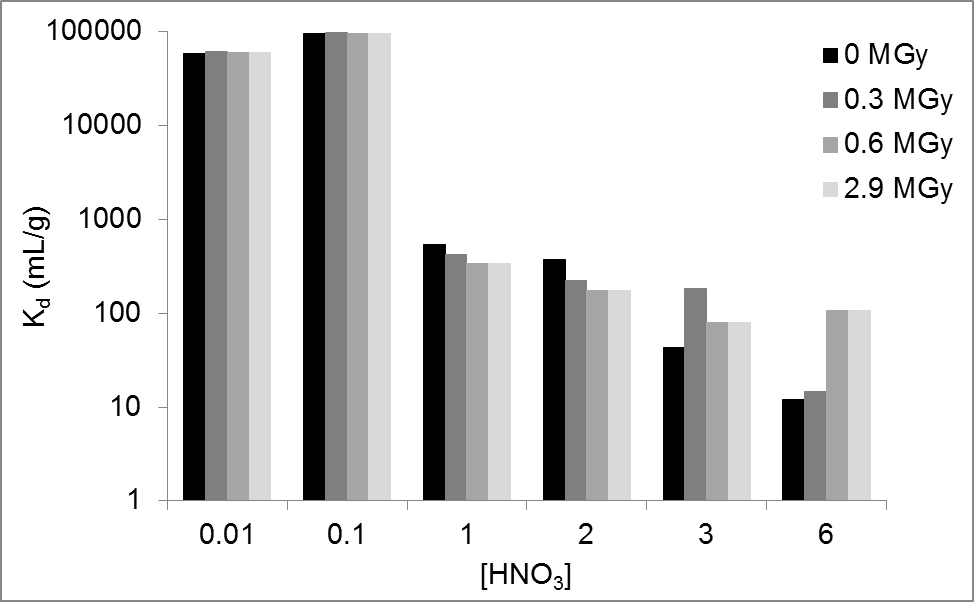 100000
10000
1000
100
10
1
K_d (mL/g)
0 MGy
0.3 MGy
0.6 MGy
2.9 MGy
0.01 0.1 1 2 3 6
[HNO₃]